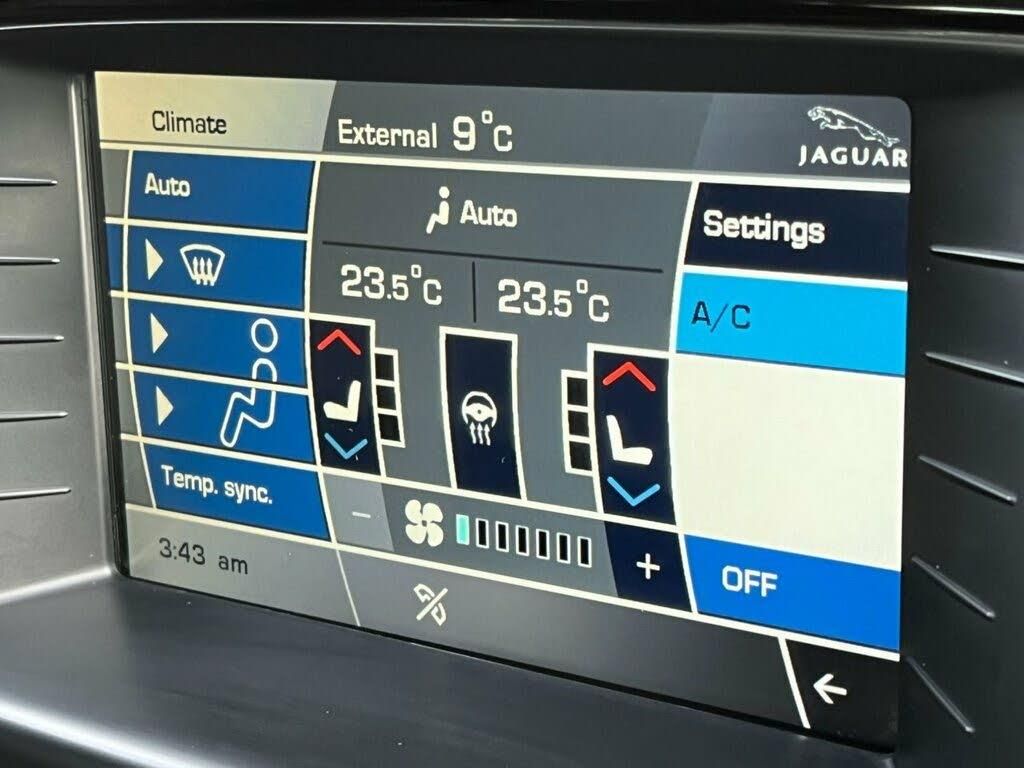 Climate
External 9°C
JAGUAR
Auto
Auto
Settings
23.5°C
23.5°C
A/C
Temp. sync.
- +
OFF
3:43 am